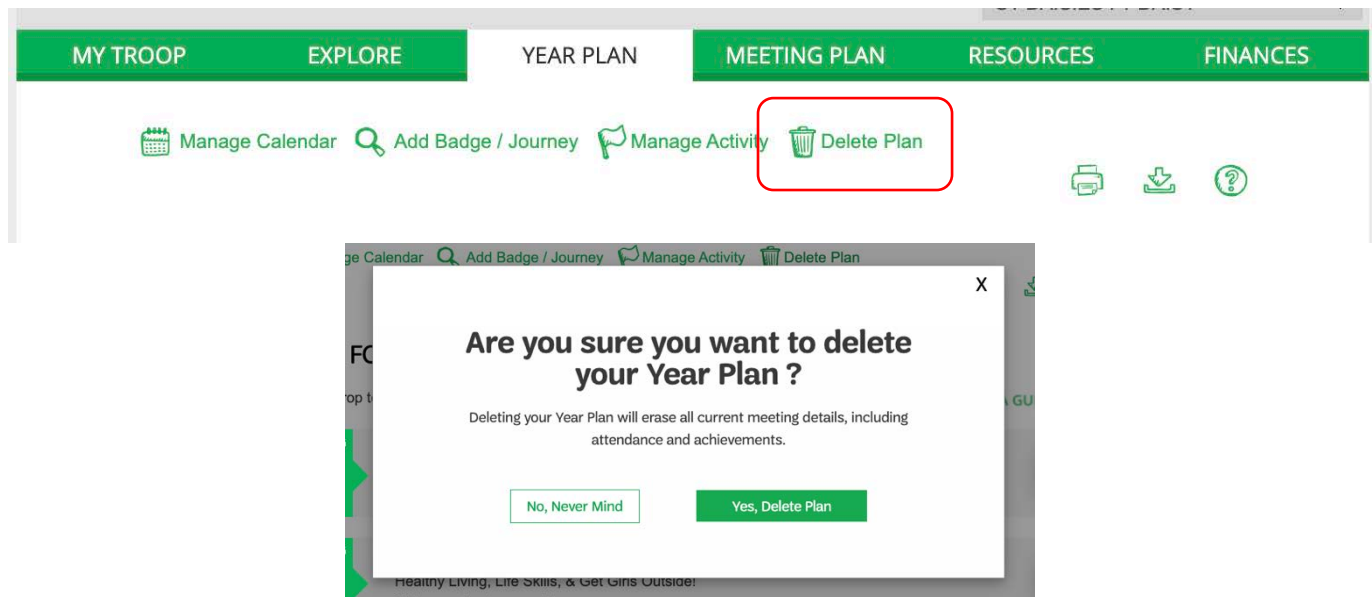 MY TROOP EXPLORE YEAR PLAN MEETING PLAN RESOURCES FINANCES
Manage Calendar Add Badge / Journey Manage Activity Delete Plan
ge Calendar Add Badge / Journey Manage Activity Delete Plan
X
FO
Are you sure you want to delete
your Year Plan ?
rop t
GU
Deleting your Year Plan will erase all current meeting details, including
attendance and achievements.
No, Never Mind Yes, Delete Plan
Healthy Living, Life Skills, & Get Girls Outside!